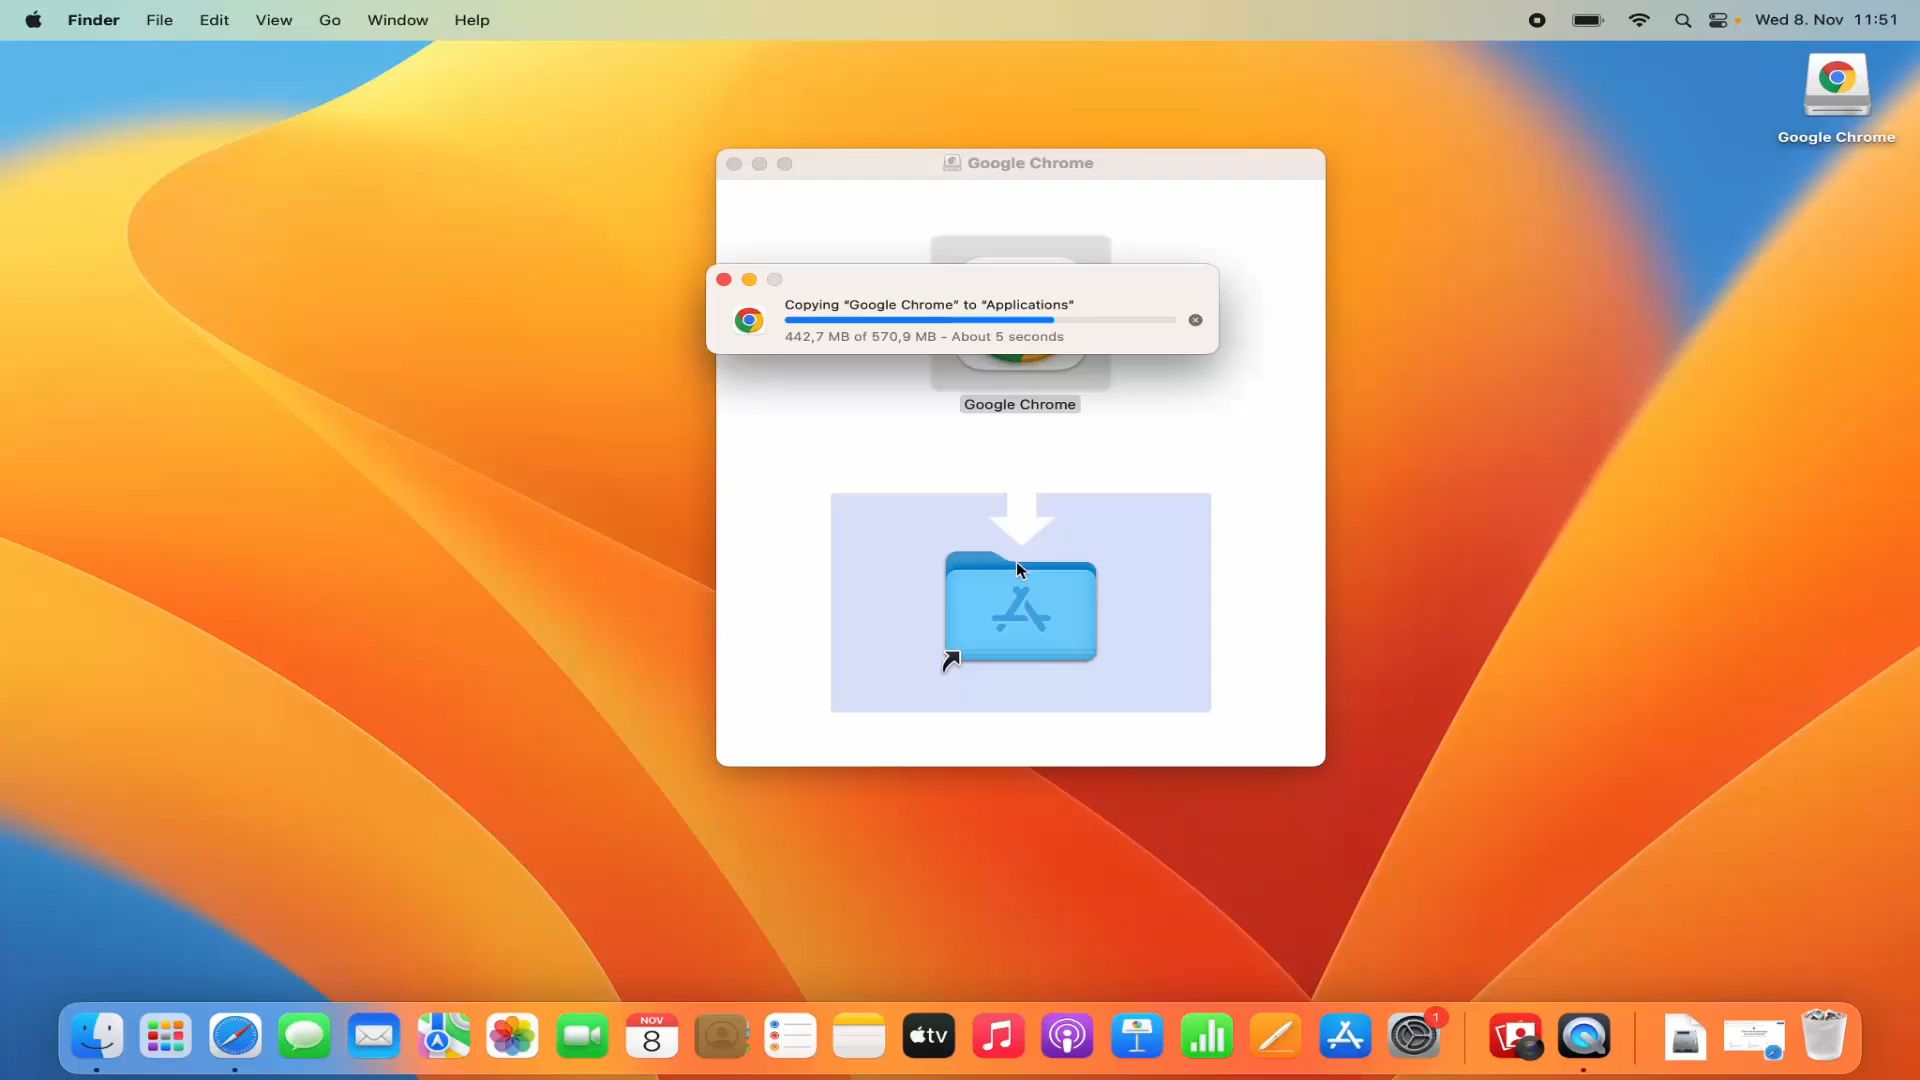 Finder File Edit View Go Window Help Wed 8. Nov 11:51
Google Chrome
Google Chrome
Copying “Google Chrome” to “Applications”
442,7 MB of 570,9 MB – About 5 seconds
Google Chrome
NOV
8
tv
1